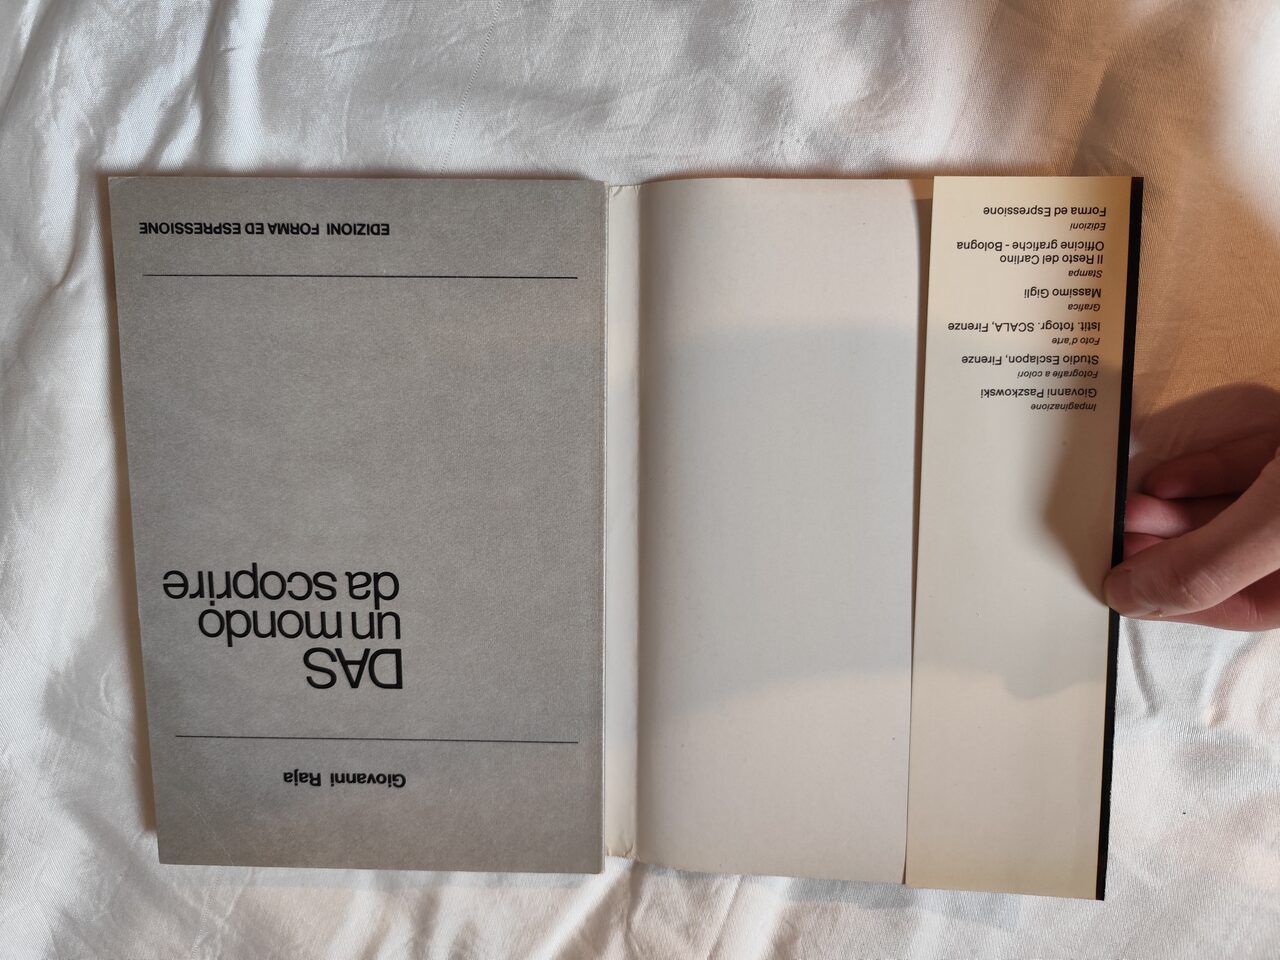 Giovanni Raja
DAS
un mondo
da scoprire
EDIZIONI FORMA ED ESPRESSIONE
Impaginazione
Giovanni Paszkowski
Fotografie a colori
Studio Esclapon, Firenze
Foto d'arte
Istit. fotogr. SCALA, Firenze
Grafica
Massimo Gigli
Stampa
Il Resto del Carlino
Officine grafiche - Bologna
Edizioni
Forma ed Espressione